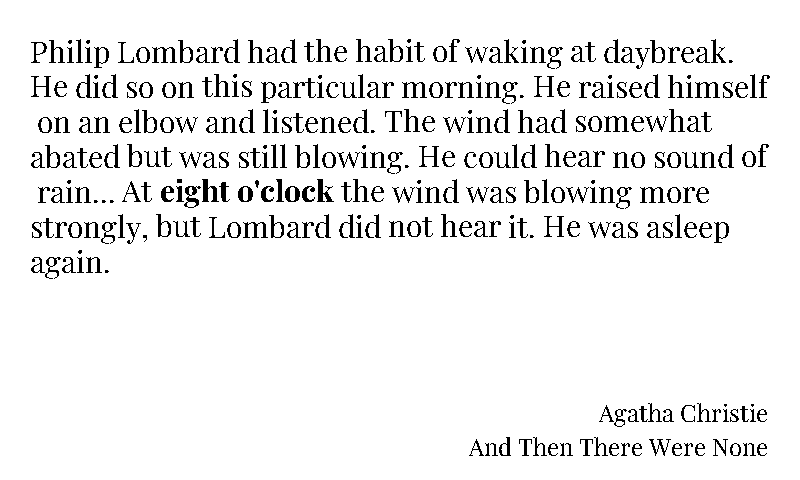 Philip Lombard had the habit of waking at daybreak.
He did so on this particular morning. He raised himself
on an elbow and listened. The wind had somewhat
abated but was still blowing. He could hear no sound of
rain... At eight o'clock the wind was blowing more
strongly, but Lombard did not hear it. He was asleep
again.
Agatha Christie
And Then There Were None